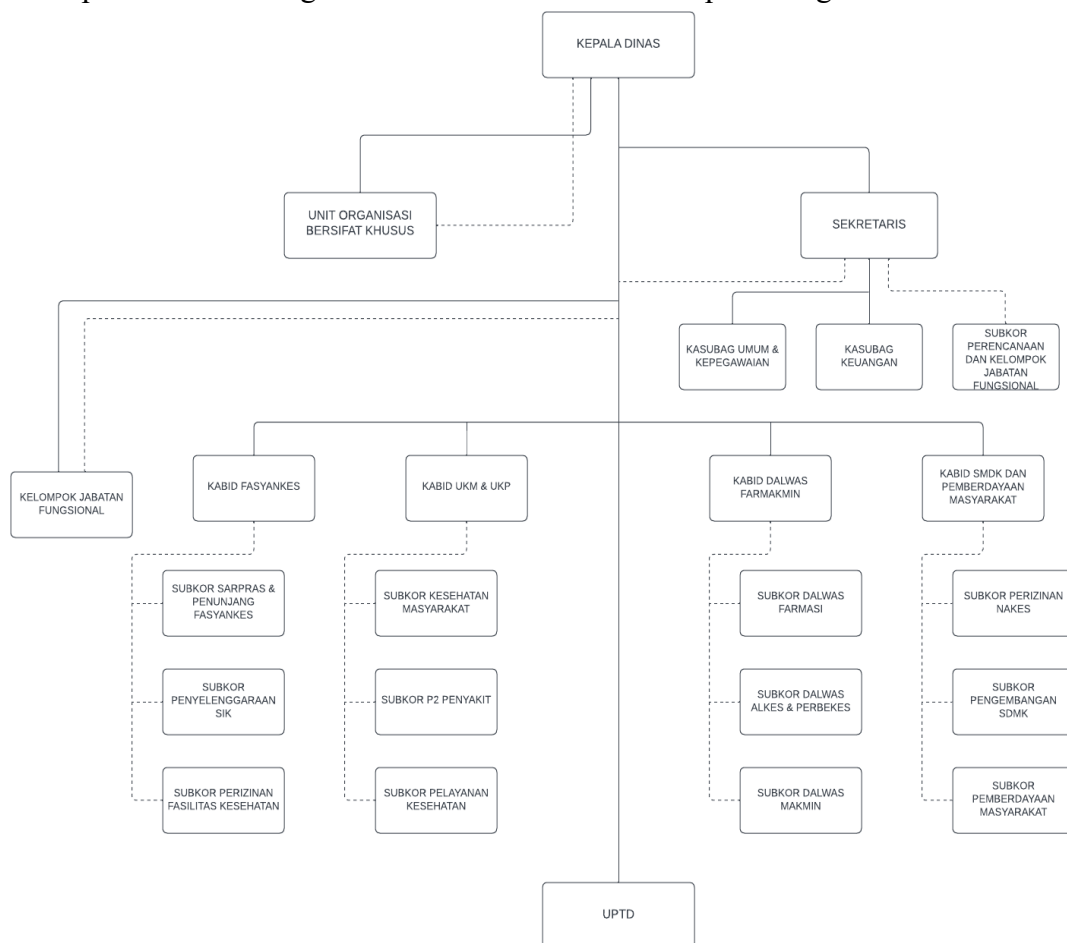 KEPALA DINAS
UNIT ORGANISASI
BERSIFAT KHUSUS
SEKRETARIS
KASUBAG UMUM &
KEPEGAWAIAN
KASUBAG
KEUANGAN
SUBKOR
PERENCANAAN
DAN KELOMPOK
JABATAN
FUNGSIONAL
KELOMPOK JABATAN
FUNGSIONAL
KABID FASYANKES
KABID UKM & UKP
KABID DALWAS
FARMAKMIN
KABID SMDK DAN
PEMBERDAYAAN
MASYARAKAT
SUBKOR SARPRAS &
PENUNJANG
FASYANKES
SUBKOR KESEHATAN
MASYARAKAT
SUBKOR DALWAS
FARMASI
SUBKOR PERIZINAN
NAKES
SUBKOR
PENYELENGGARAAN
SIK
SUBKOR P2 PENYAKIT
SUBKOR DALWAS
ALKES & PERBEKES
SUBKOR
PENGEMBANGAN
SDMK
SUBKOR PERIZINAN
FASILITAS KESEHATAN
SUBKOR PELAYANAN
KESEHATAN
SUBKOR DALWAS
MAKMIN
SUBKOR
PEMBERDAYAAN
MASYARAKAT
UPTD